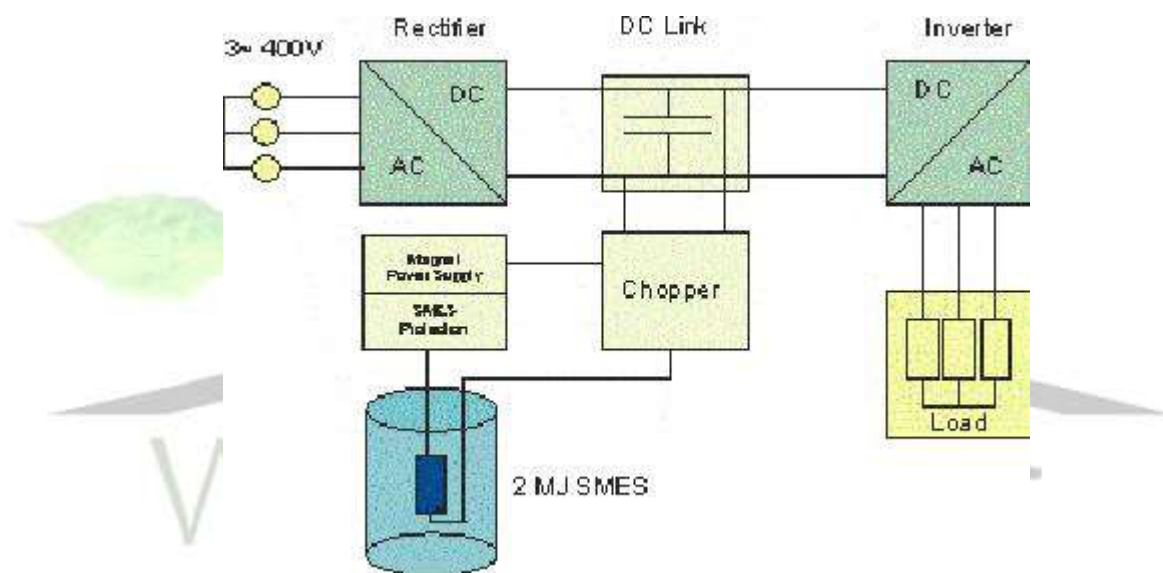 Rectifier
DC Link
Inverter
3~ 400V
DC
AC
DC
AC
Magnet
Power Supply
SMES
Protection
Chopper
Load
2 MJ SMES
V